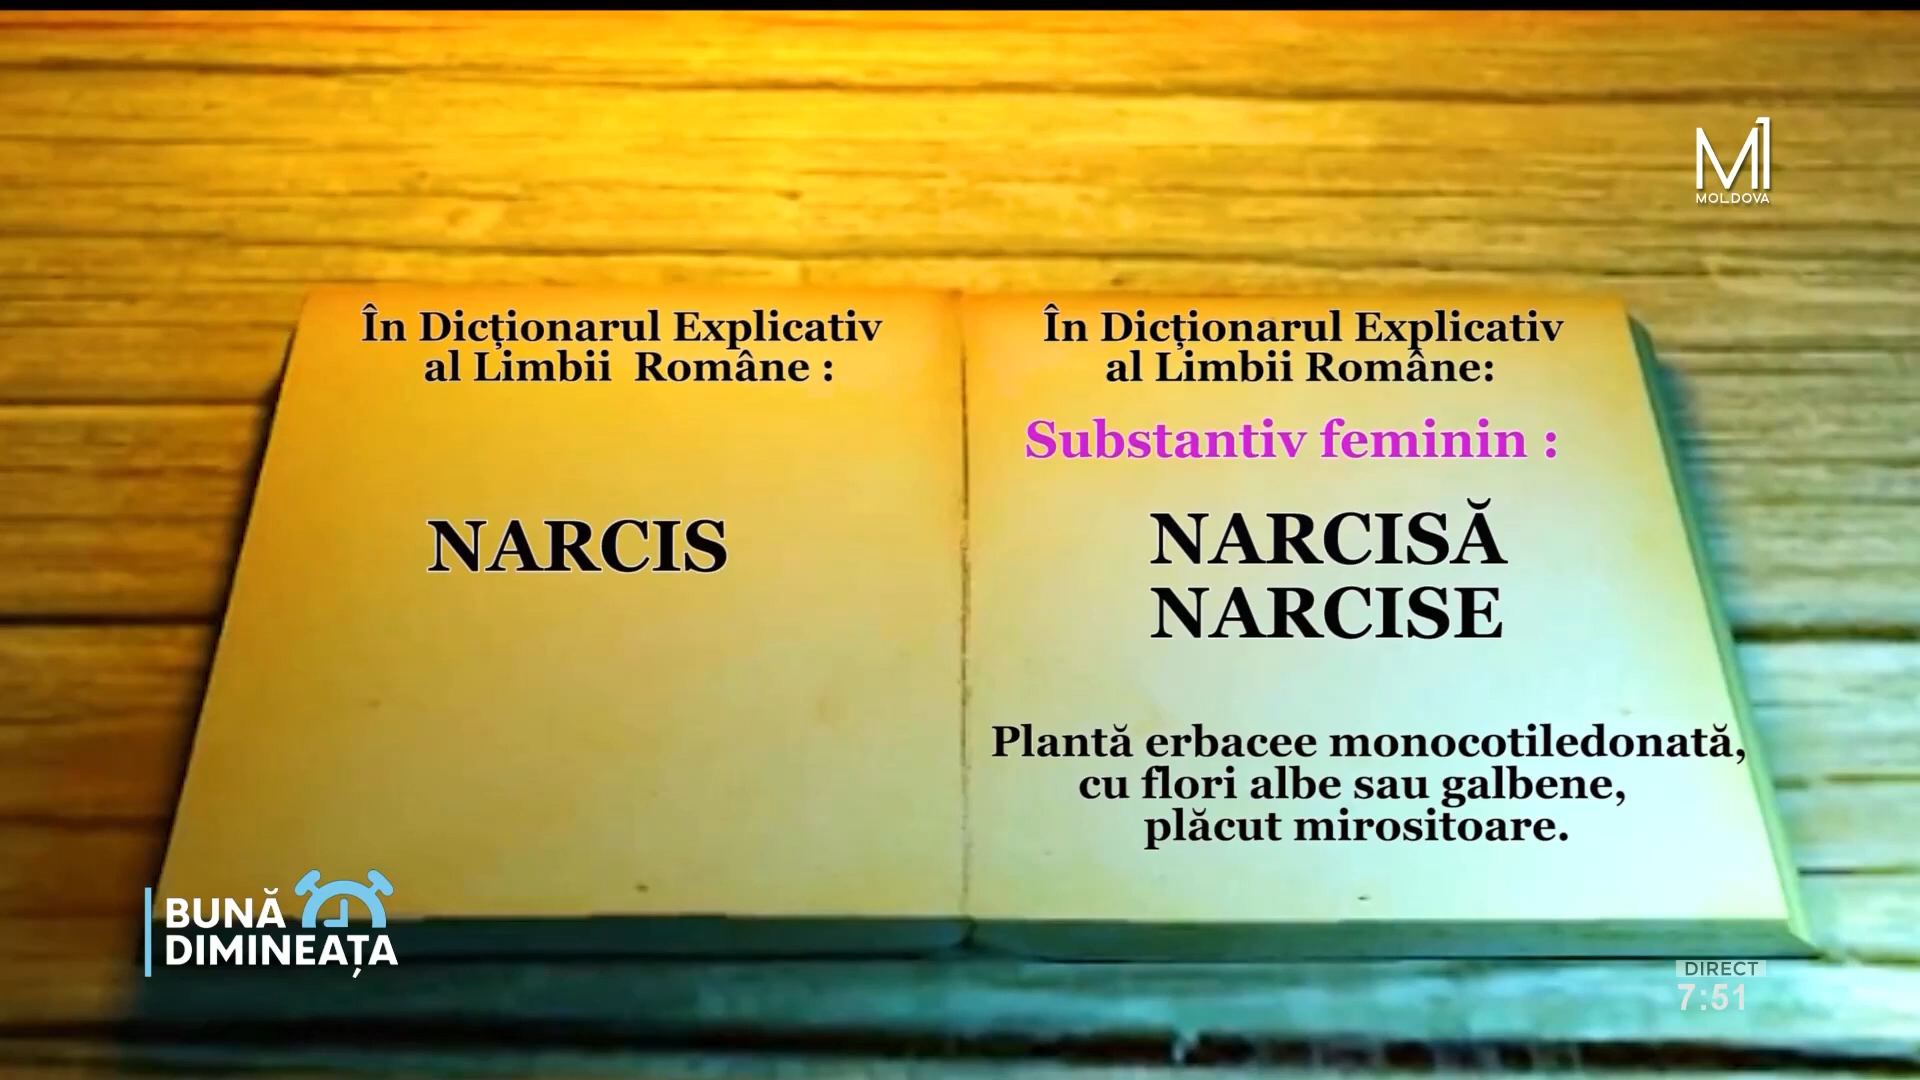 M1
MOLDOVA
În Dicționarul Explicativ
al Limbii Române :
NARCIS
În Dicționarul Explicativ
al Limbii Române:
Substantiv feminin :
NARCISĂ
NARCISE
Plantă erbacee monocotiledonată,
cu flori albe sau galbene,
plăcut mirositoare.
BUNĂ
DIMINEAȚA
DIRECT
7:51